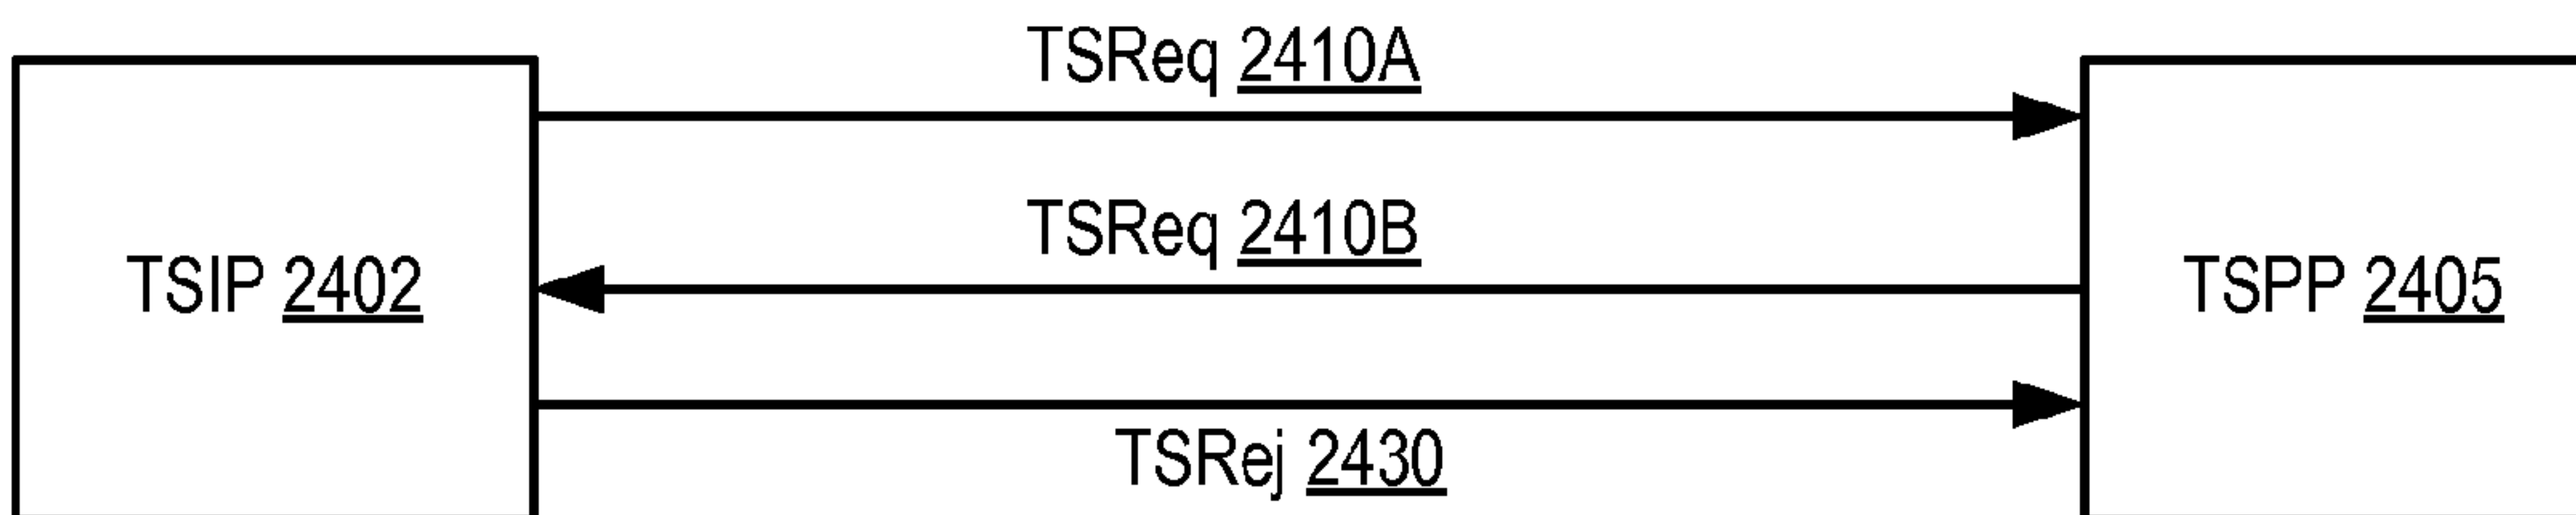 TSReq 2410A
TSReq 2410B
TSIP 2402
TSPP 2405
TSRej 2430